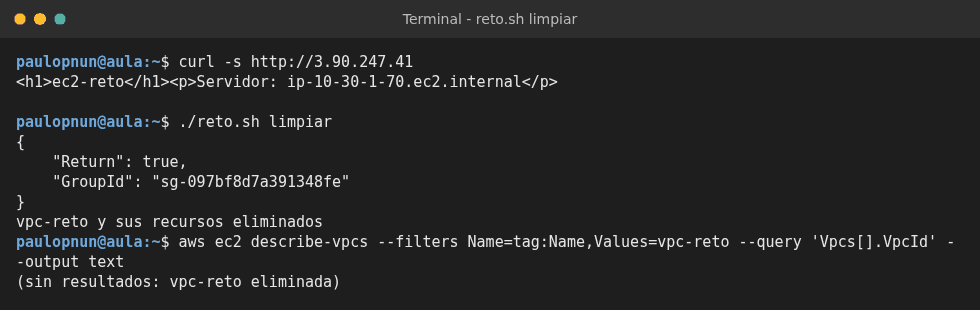 Terminal - reto.sh limpiar
paulopnun@aula:~$ curl -s http://3.90.247.41
<h1>ec2-reto</h1><p>Servidor: ip-10-30-1-70.ec2.internal</p>
paulopnun@aula:~$ ./reto.sh limpiar
{
    "Return": true,
    "GroupId": "sg-097bf8d7a391348fe"
}
vpc-reto y sus recursos eliminados
paulopnun@aula:~$ aws ec2 describe-vpcs --filters Name=tag:Name,Values=vpc-reto --query 'Vpcs[].VpcId' -
-output text
(sin resultados: vpc-reto eliminada)